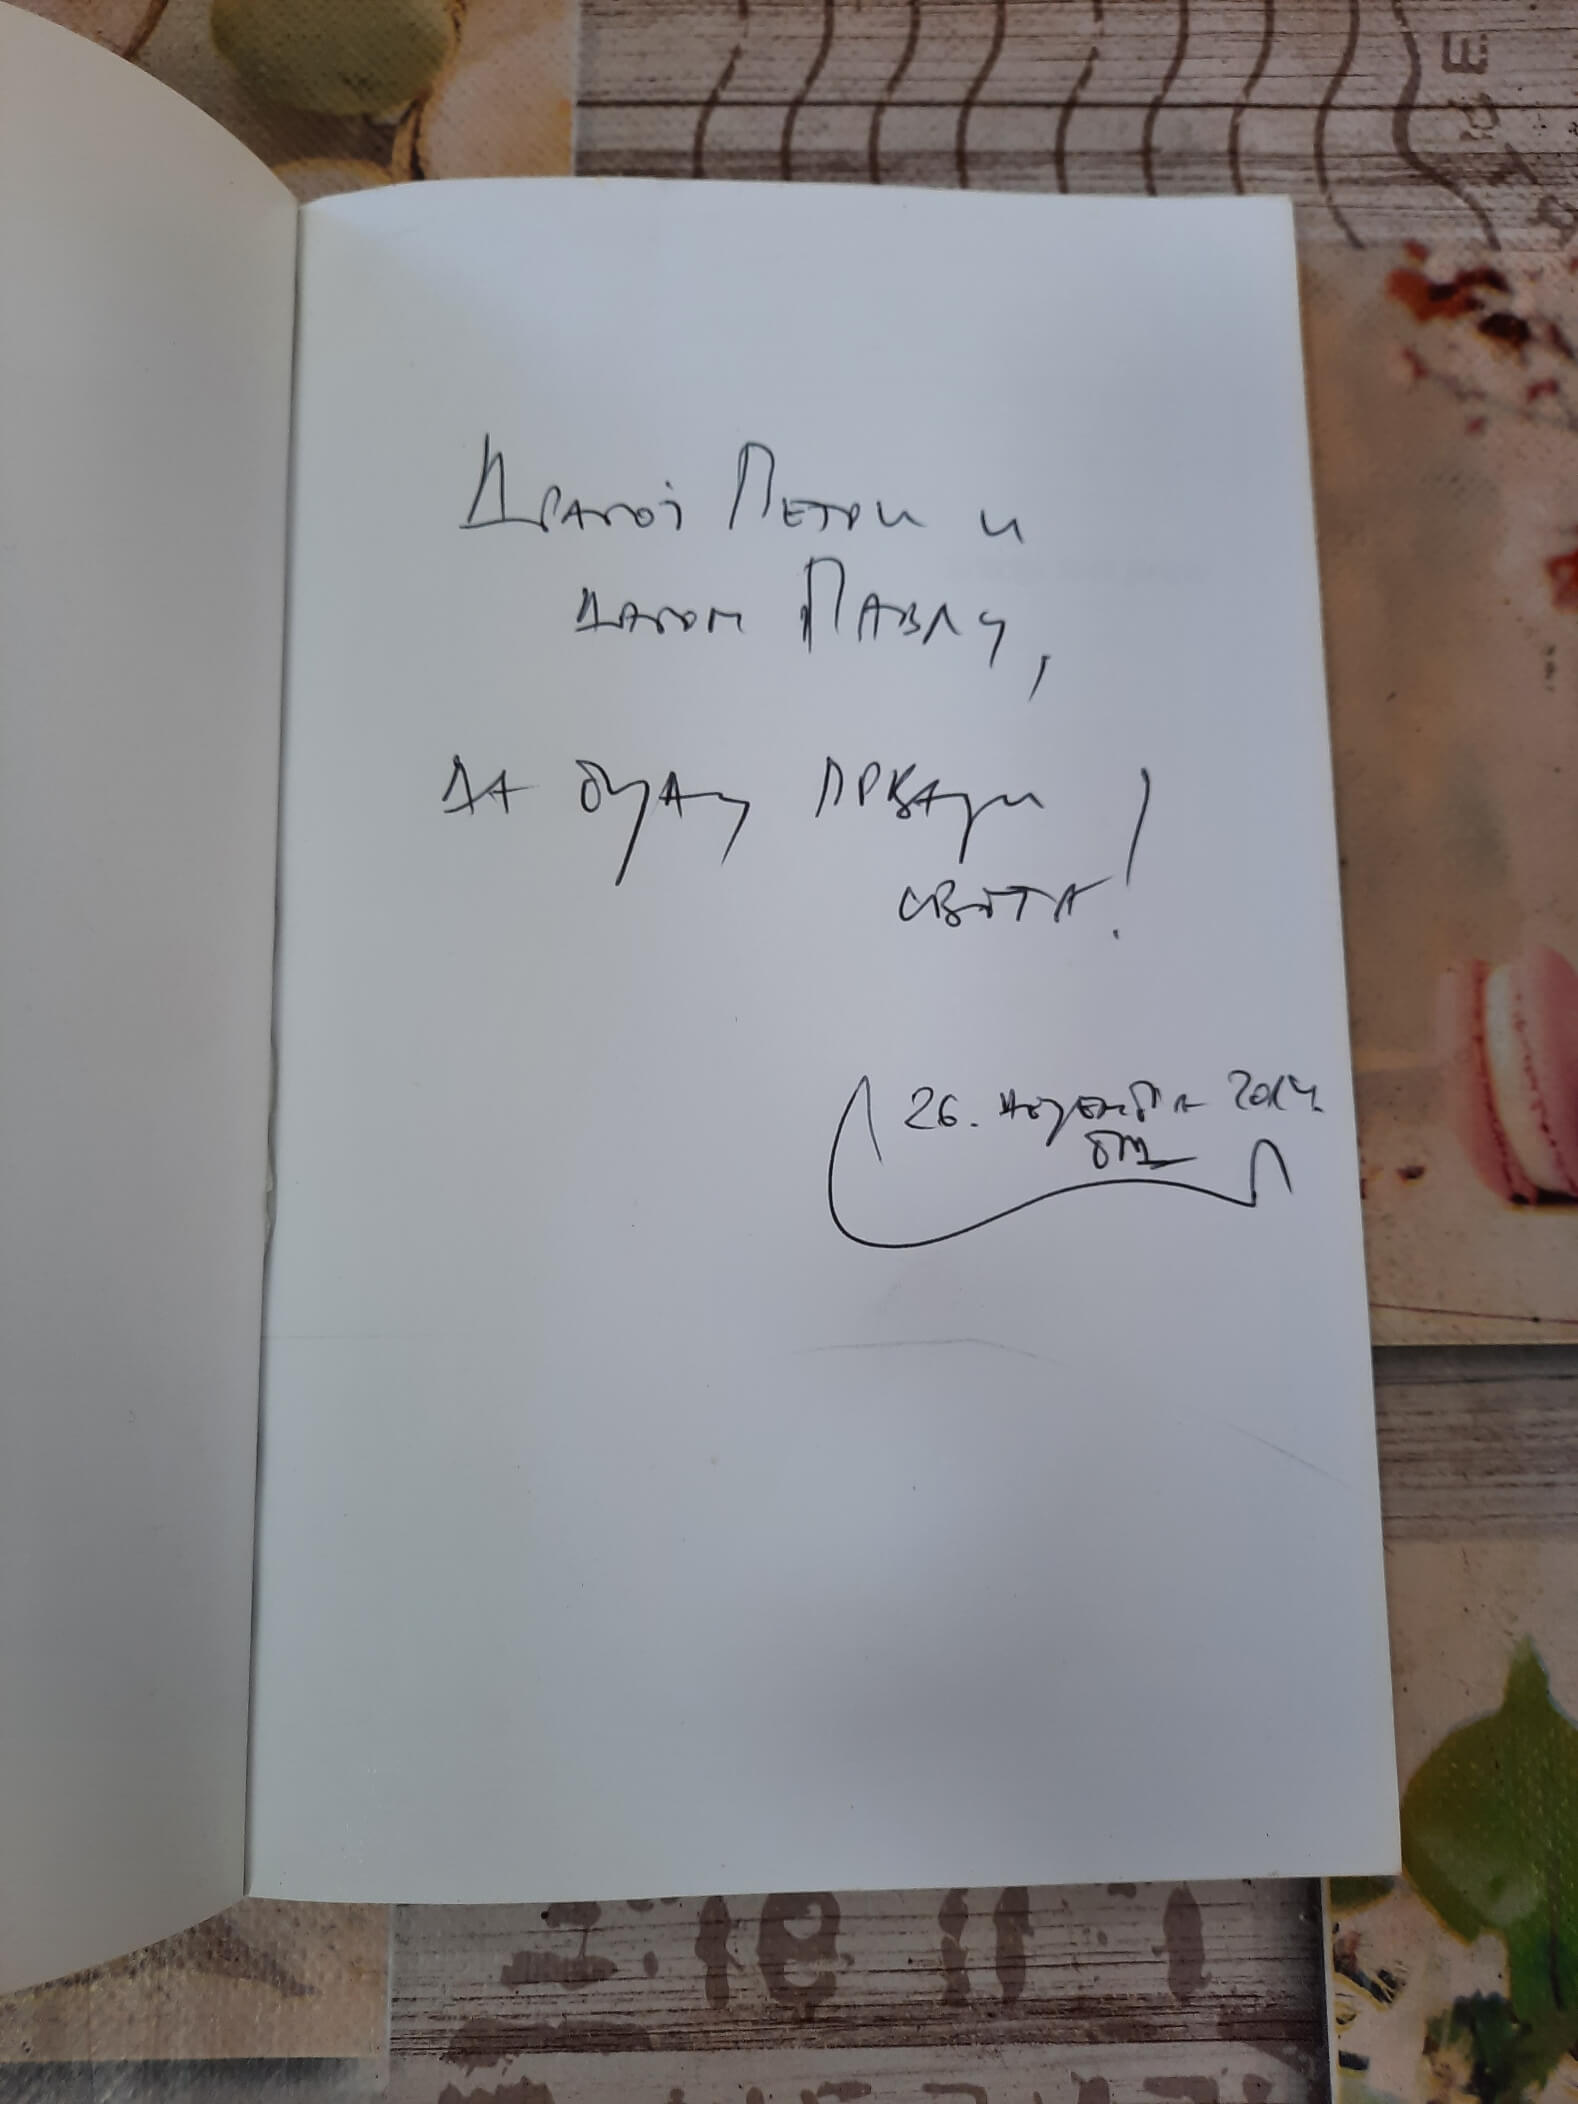 Драгој Петри и
драгом Павлу,
да буду прваци
света!
26. новембра 2014.